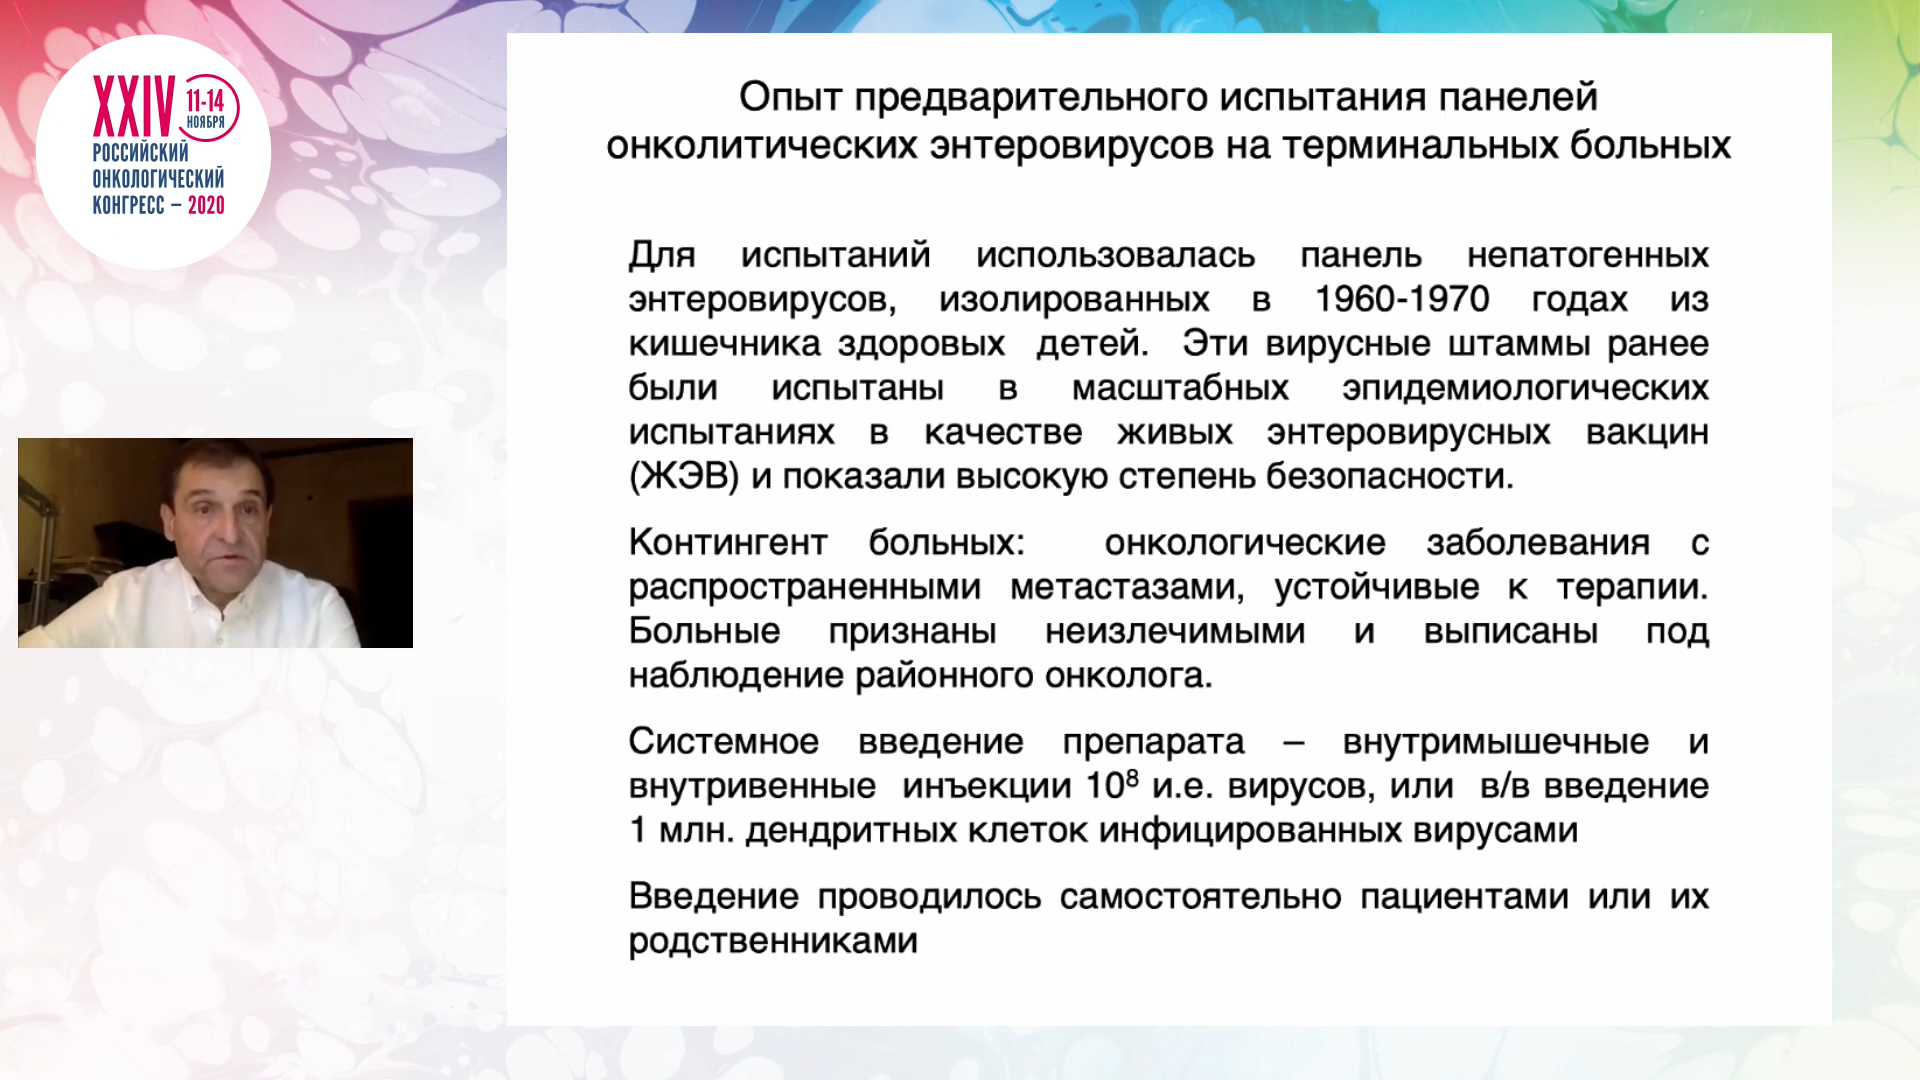 XXIV
11-14
НОЯБРЯ
РОССИЙСКИЙ
ОНКОЛОГИЧЕСКИЙ
КОНГРЕСС – 2020
Опыт предварительного испытания панелей
онколитических энтеровирусов на терминальных больных
Для испытаний использовалась панель непатогенных
энтеровирусов, изолированных в 1960-1970 годах из
кишечника здоровых детей. Эти вирусные штаммы ранее
были испытаны в масштабных эпидемиологических
испытаниях в качестве живых энтеровирусных вакцин
(ЖЭВ) и показали высокую степень безопасности.
Контингент больных: онкологические заболевания с
распространенными метастазами, устойчивые к терапии.
Больные признаны неизлечимыми и выписаны под
наблюдение районного онколога.
Системное введение препарата – внутримышечные и
внутривенные инъекции 10⁸ и.е. вирусов, или в/в введение
1 млн. дендритных клеток инфицированных вирусами
Введение проводилось самостоятельно пациентами или их
родственниками